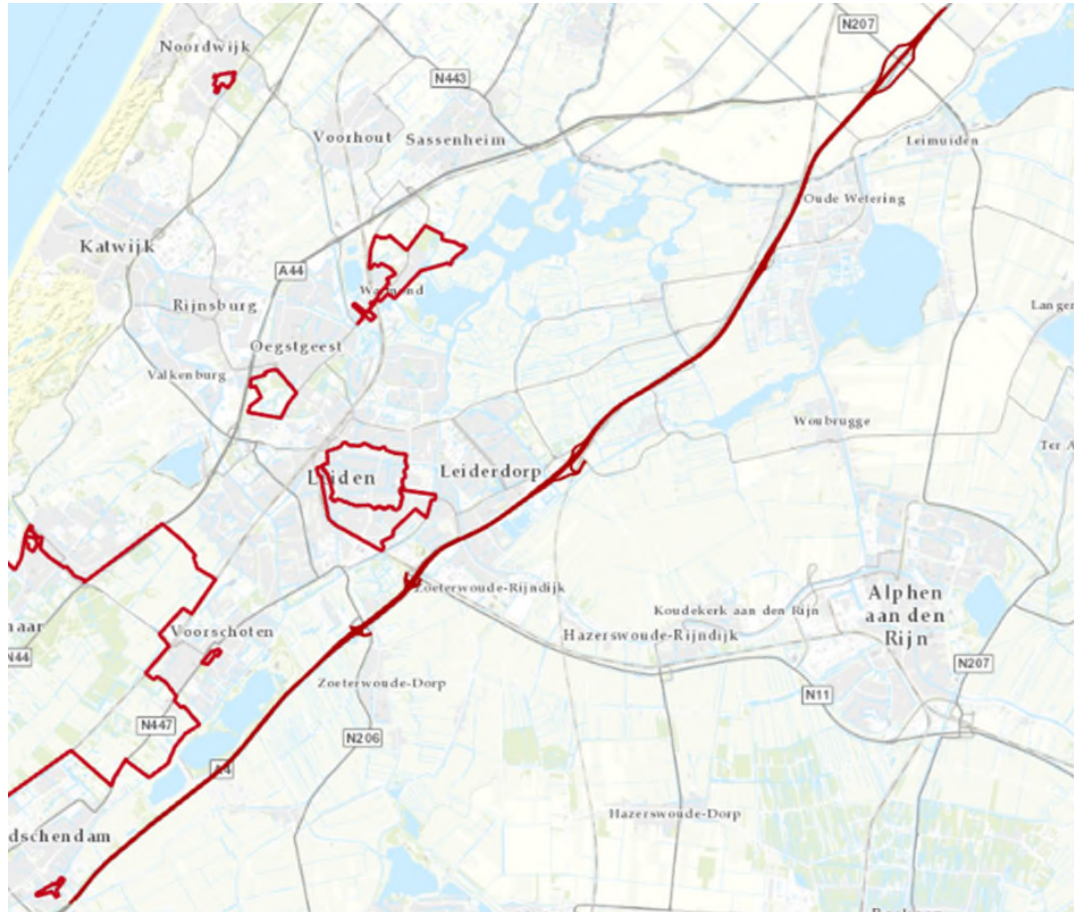 N207
Noordwijk
N443
Voorhout
Sassenheim
Leimuiden
Oude Wetering
Katwijk
A44
Rijnsburg
Oegstgeest
Valkenburg
Woubrugge
Leiden
Leiderdorp
Zoeterwoude-Rijndijk
Alphen
aan den
Rijn
Koudekerk aan den Rijn
Hazerswoude-Rijndijk
Voorschoten
naar
N44
N207
Zoeterwoude-Dorp
N11
N447
N206
A4
Hazerswoude-Dorp
dschendam
Langer
Ter A